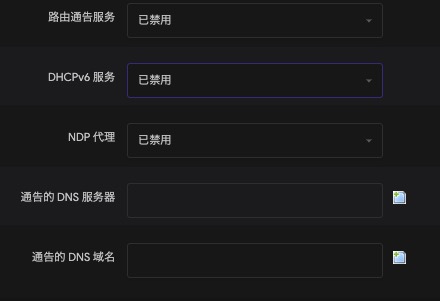 路由通告服务
已禁用
DHCPv6 服务
已禁用
NDP 代理
已禁用
通告的 DNS 服务器
通告的 DNS 域名